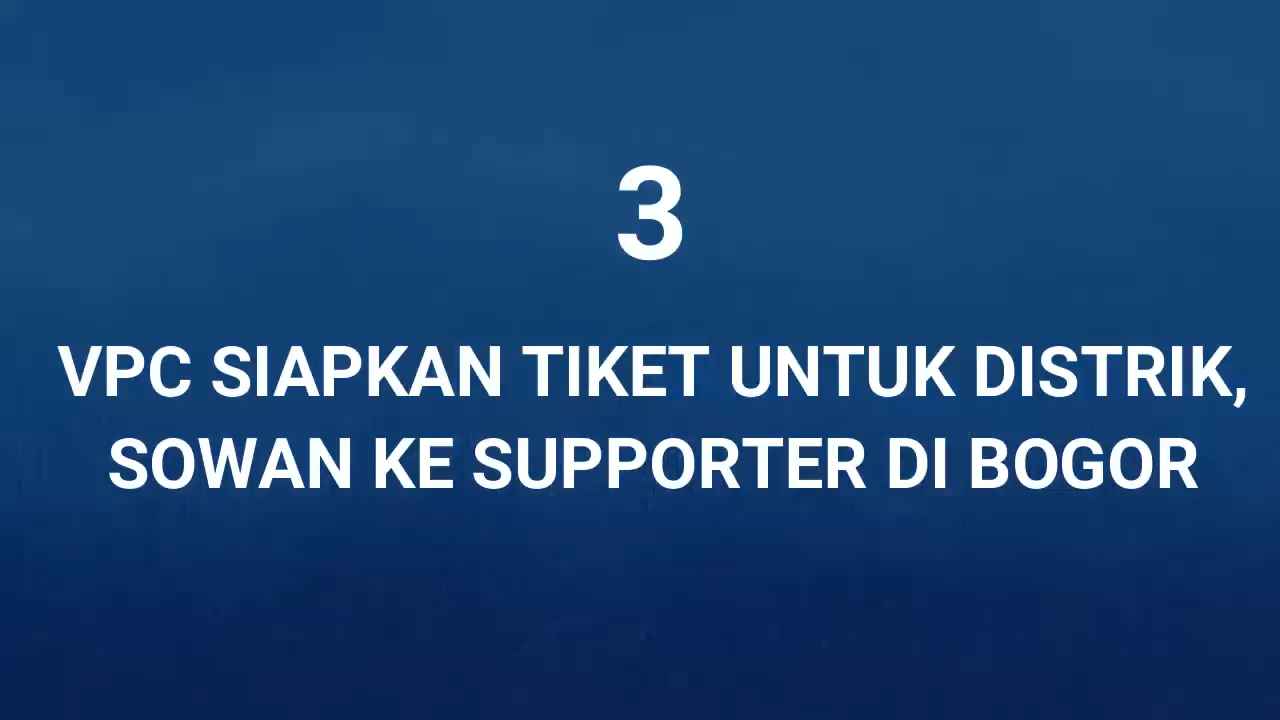 3
VPC SIAPKAN TIKET UNTUK DISTRIK,
SOWAN KE SUPPORTER DI BOGOR